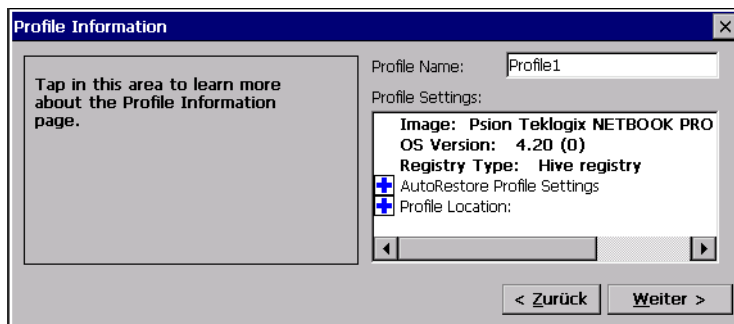 Profile Information
Tap in this area to learn more
about the Profile Information
page.
Profile Name: Profile1
Profile Settings:
Image: Psion Teklogix NETBOOK PRO
OS Version: 4.20 (0)
Registry Type: Hive registry
AutoRestore Profile Settings
Profile Location:
< Zurück Weiter >